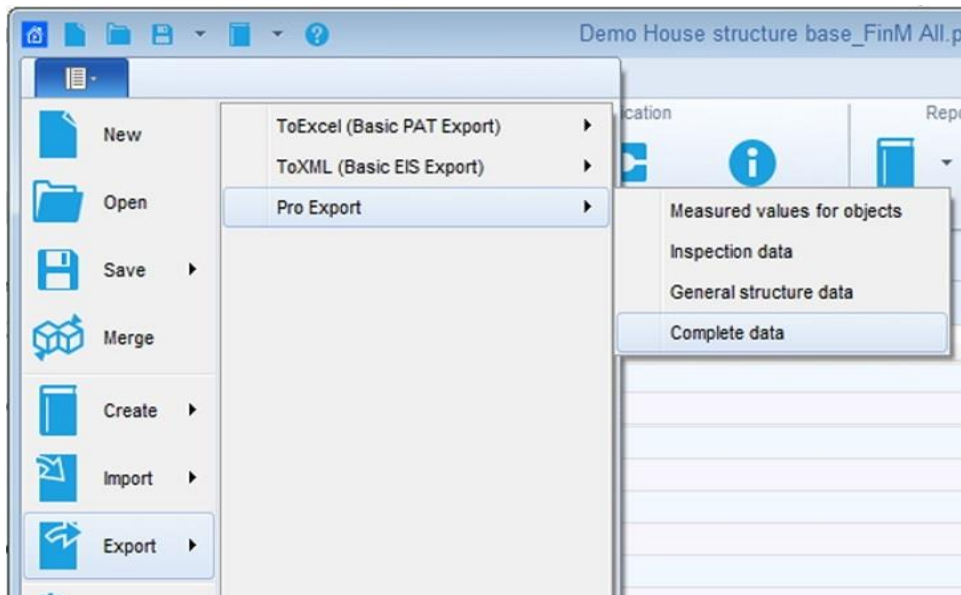 Demo House structure base_FinM All.p
ication
Repo
New
Open
Save
Merge
Create
Import
Export
ToExcel (Basic PAT Export)
ToXML (Basic EIS Export)
Pro Export
Measured values for objects
Inspection data
General structure data
Complete data